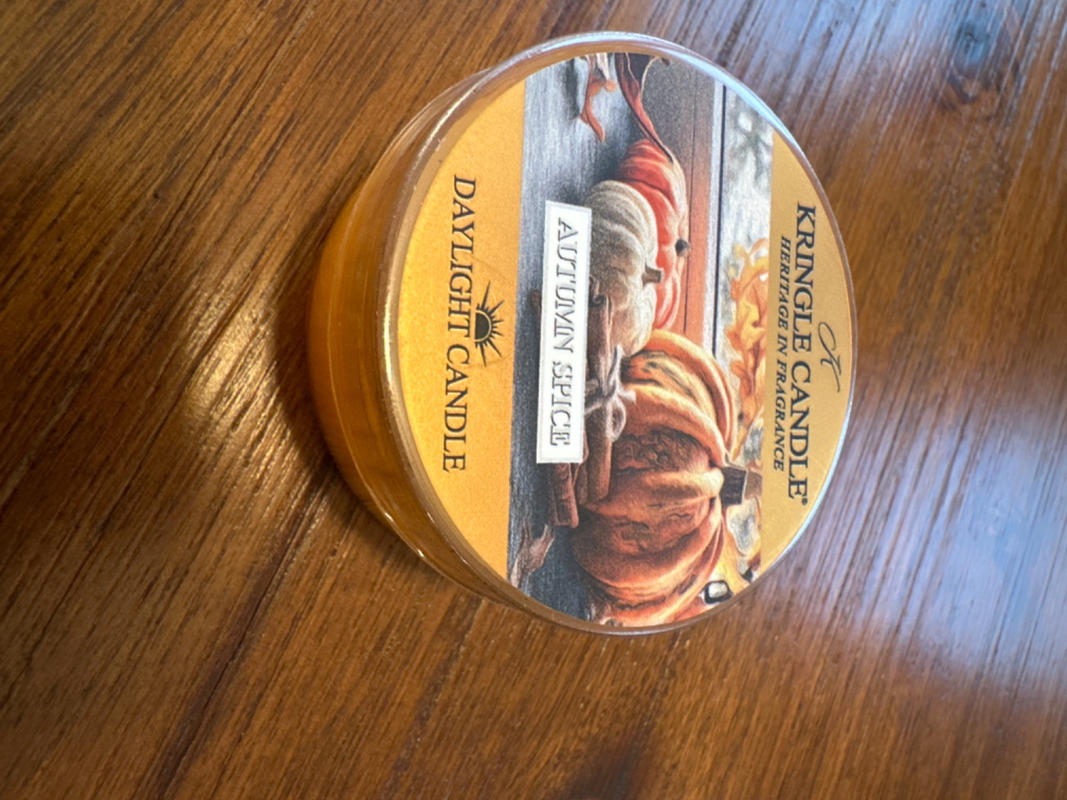 K
KRINGLE CANDLE®
HERITAGE IN FRAGRANCE
AUTUMN SPICE
DAYLIGHT CANDLE